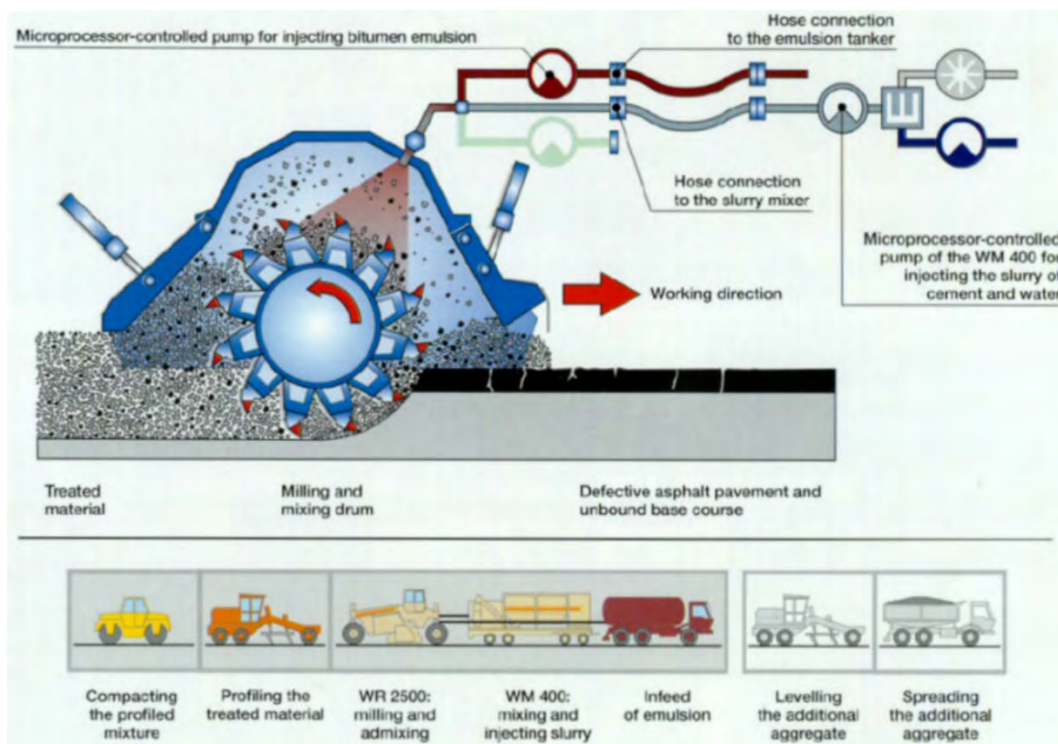 Microprocessor-controlled pump for injecting bitumen emulsion
Hose connection
to the emulsion tanker
Hose connection
to the slurry mixer
Microprocessor-controlled
pump of the WM 400 for
injecting the slurry of
cement and water
Working direction
Treated
material
Milling and
mixing drum
Defective asphalt pavement and
unbound base course
Compacting
the profiled
mixture
Profiling the
treated material
WR 2500:
milling and
admixing
WM 400:
mixing and
injecting slurry
Infeed
of emulsion
Levelling
the additional
aggregate
Spreading
the additional
aggregate